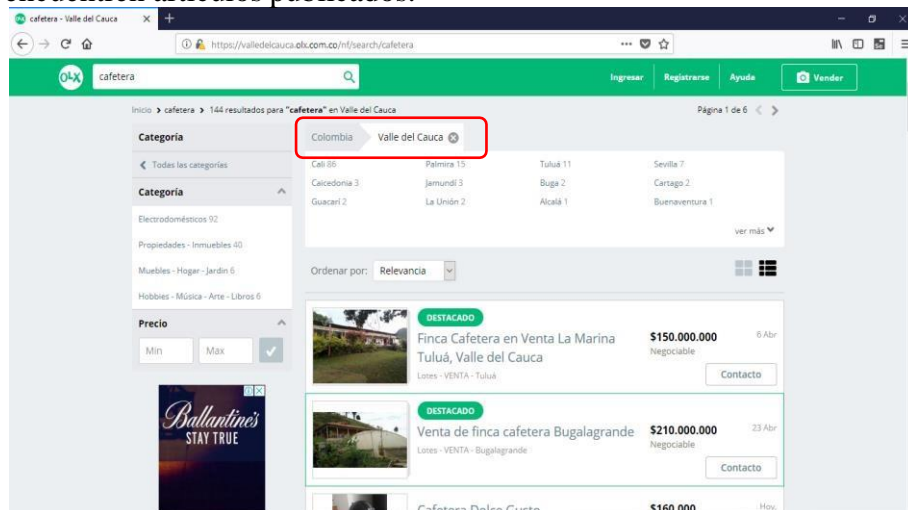 encuentren artículos publicados.
cafetera - Valle del Cauca
https://valledelcauca.olx.com.co/nf/search/cafetera
OLX
cafetera
Ingresar
Registrarse
Ayuda
Vender
Inicio > cafetera > 144 resultados para "cafetera" en Valle del Cauca
Página 1 de 6
Categoría
Colombia
Valle del Cauca
Todas las categorías
Cali 86
Palmira 15
Tuluá 11
Sevilla 7
Categoría
Caicedonia 3
Jamundí 3
Buga 2
Cartago 2
Guacarí 2
La Unión 2
Alcalá 1
Buenaventura 1
Electrodomésticos 92
ver más
Propiedades - Inmuebles 40
Muebles - Hogar - Jardín 6
Ordenar por:
Relevancia
Hobbies - Música - Arte - Libros 6
Precio
Min
Max
DESTACADO
Finca Cafetera en Venta La Marina
Tuluá, Valle del Cauca
Lotes - VENTA - Tuluá
$150.000.000
Negociable
6 Abr
Contacto
Ballantine's
STAY TRUE
DESTACADO
Venta de finca cafetera Bugalagrande
Lotes - VENTA - Bugalagrande
$210.000.000
Negociable
23 Abr
Contacto
Cafetera Dolce Gusto
$160.000
Hoy,